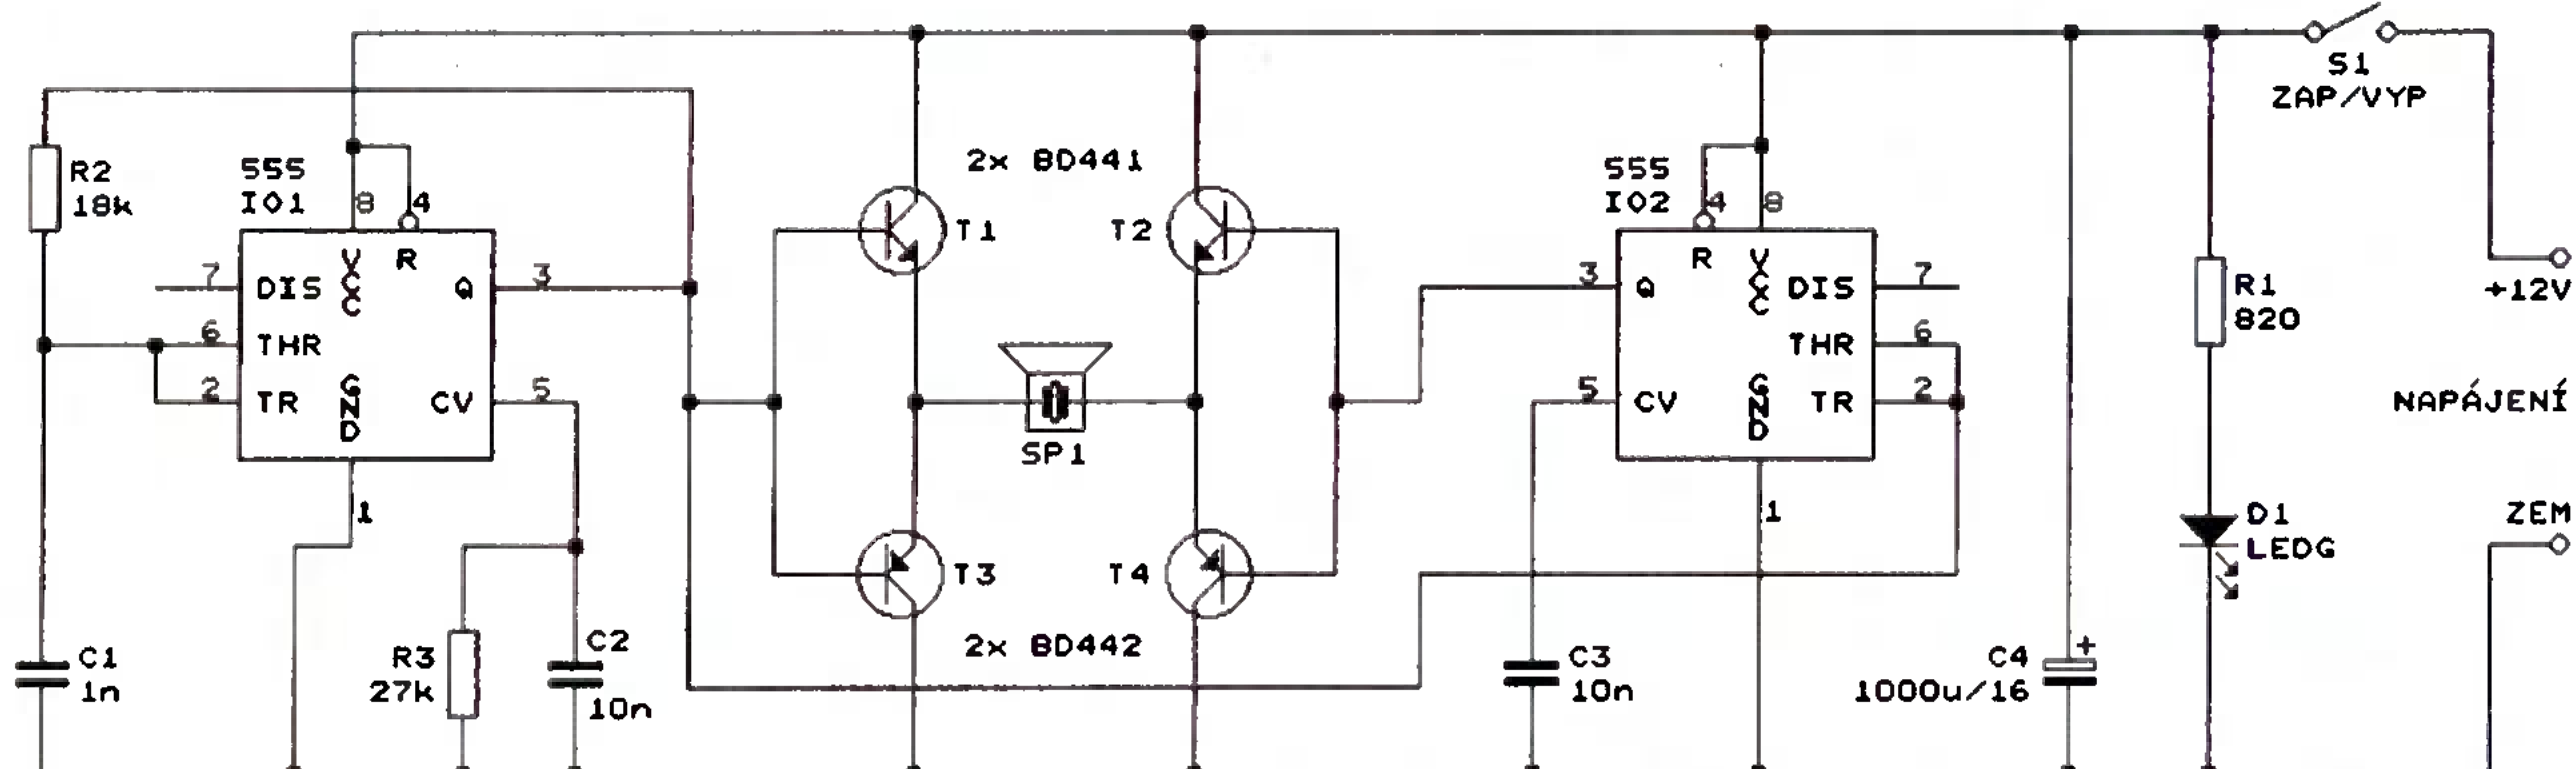 S1
ZAP/VYP
R2
18k
555
IO1
8
4
VCC
R
7
DIS
Q
3
6
THR
2
TR
GND
CV
5
1
R3
27k
C1
1n
C2
10n
2x BD441
T1
T2
SP1
T3
T4
2x BD442
555
IO2
4
8
R
VCC
3
Q
DIS
7
THR
6
5
CV
GND
TR
2
1
C3
10n
C4
+
1000u/16
R1
820
D1
LEDG
+12V
NAPÁJENÍ
ZEM